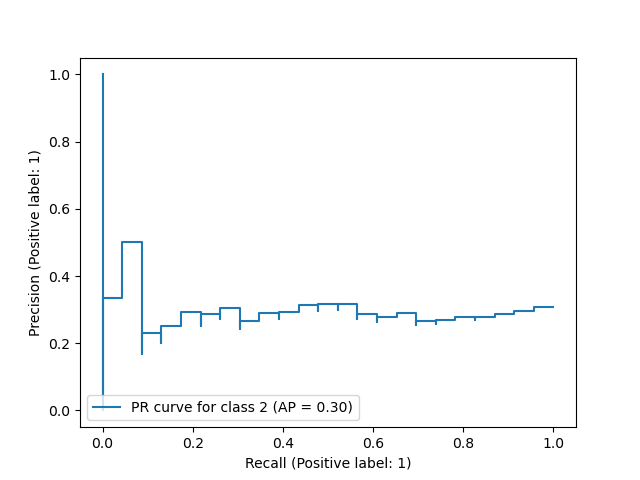 1.0
0.8
0.6
0.4
0.2
0.0
Precision (Positive label: 1)
PR curve for class 2 (AP = 0.30)
0.0 0.2 0.4 0.6 0.8 1.0
Recall (Positive label: 1)